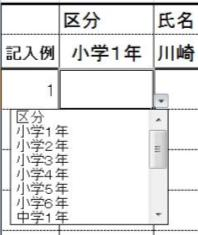 区分 氏名
記入例 小学1年 川崎
1
区分
小学1年
小学2年
小学3年
小学4年
小学5年
小学6年
中学1年